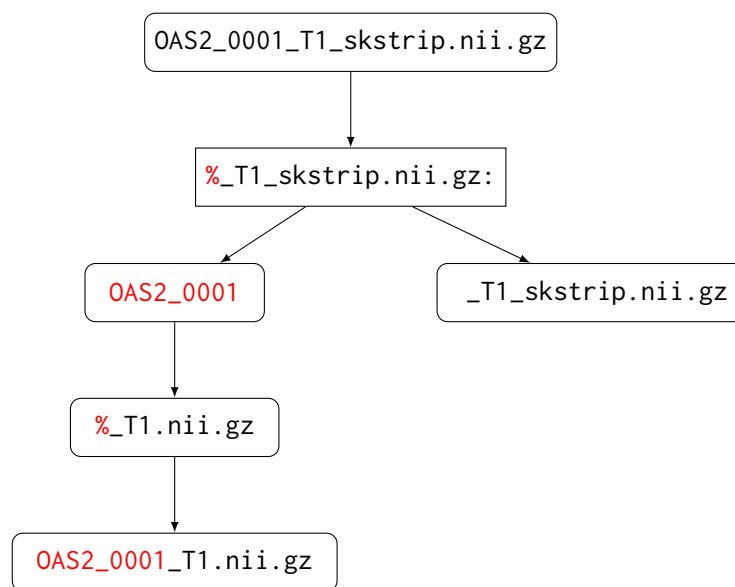 OAS2_0001_T1_skstrip.nii.gz
%_T1_skstrip.nii.gz:
OAS2_0001
_T1_skstrip.nii.gz
%_T1.nii.gz
OAS2_0001_T1.nii.gz